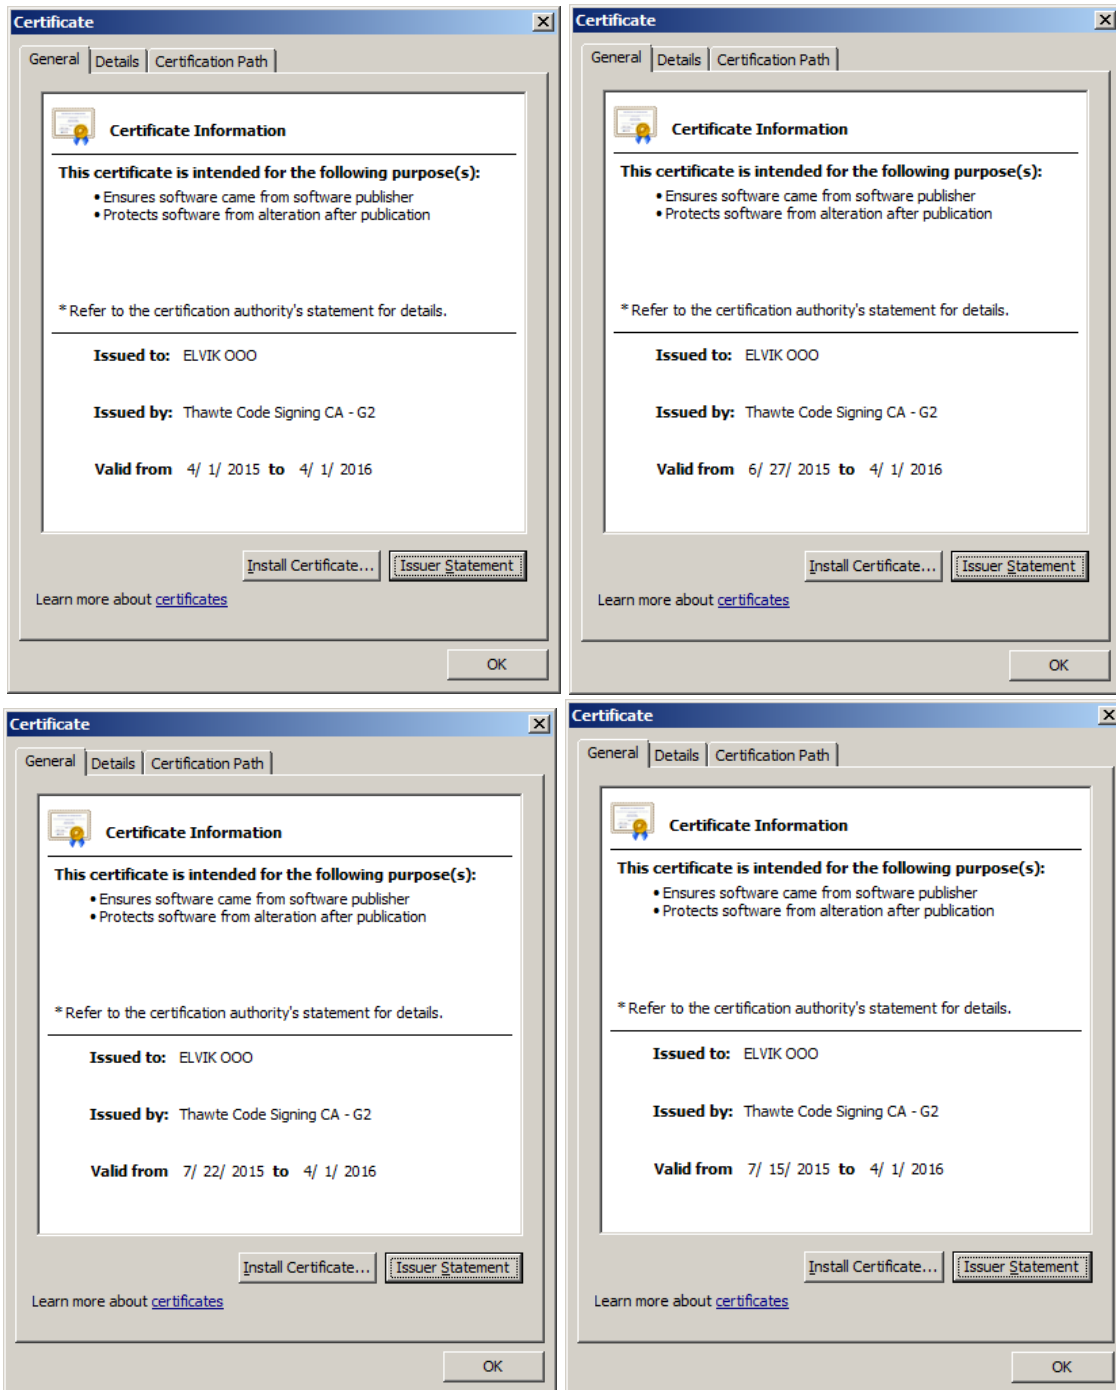 Certificate
General Details Certification Path
Certificate Information
This certificate is intended for the following purpose(s):
• Ensures software came from software publisher
• Protects software from alteration after publication
* Refer to the certification authority's statement for details.
Issued to: ELVIK OOO
Issued by: Thawte Code Signing CA - G2
Valid from 4/ 1/ 2015 to 4/ 1/ 2016
Install Certificate... Issuer Statement
Learn more about certificates
OK
Certificate
General Details Certification Path
Certificate Information
This certificate is intended for the following purpose(s):
• Ensures software came from software publisher
• Protects software from alteration after publication
* Refer to the certification authority's statement for details.
Issued to: ELVIK OOO
Issued by: Thawte Code Signing CA - G2
Valid from 6/ 27/ 2015 to 4/ 1/ 2016
Install Certificate... Issuer Statement
Learn more about certificates
OK
Certificate
General Details Certification Path
Certificate Information
This certificate is intended for the following purpose(s):
• Ensures software came from software publisher
• Protects software from alteration after publication
* Refer to the certification authority's statement for details.
Issued to: ELVIK OOO
Issued by: Thawte Code Signing CA - G2
Valid from 7/ 22/ 2015 to 4/ 1/ 2016
Install Certificate... Issuer Statement
Learn more about certificates
OK
Certificate
General Details Certification Path
Certificate Information
This certificate is intended for the following purpose(s):
• Ensures software came from software publisher
• Protects software from alteration after publication
* Refer to the certification authority's statement for details.
Issued to: ELVIK OOO
Issued by: Thawte Code Signing CA - G2
Valid from 7/ 15/ 2015 to 4/ 1/ 2016
Install Certificate... Issuer Statement
Learn more about certificates
OK